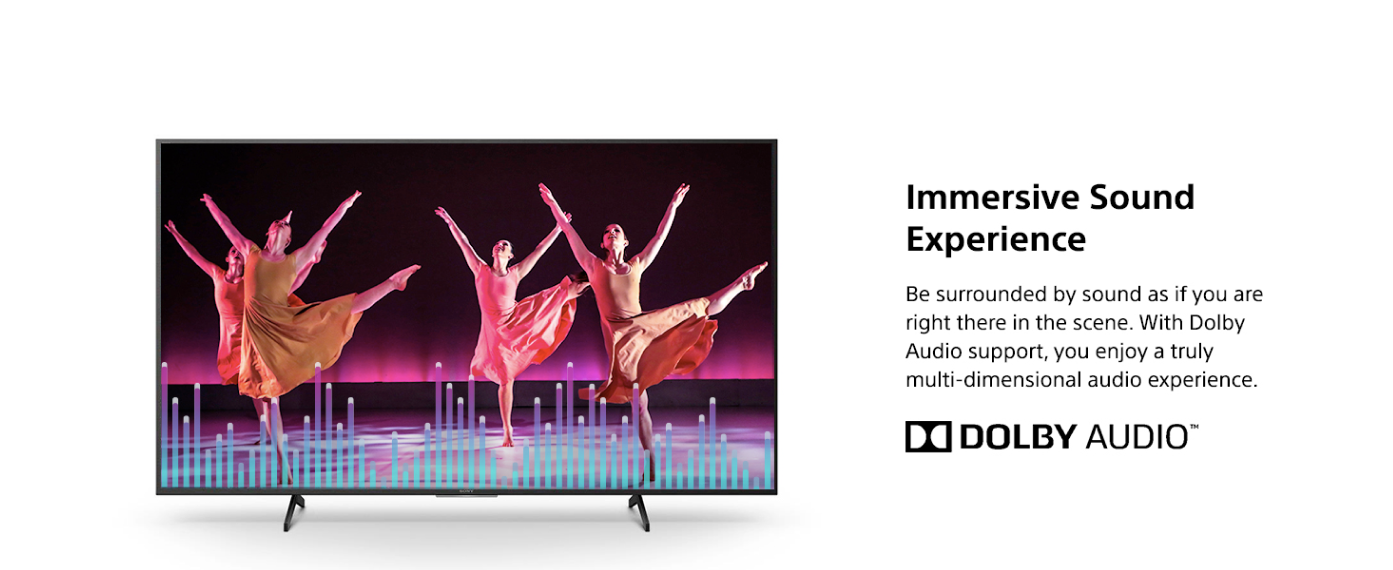 Immersive Sound
Experience
Be surrounded by sound as if you are
right there in the scene. With Dolby
Audio support, you enjoy a truly
multi-dimensional audio experience.
DOLBY AUDIO™
SONY